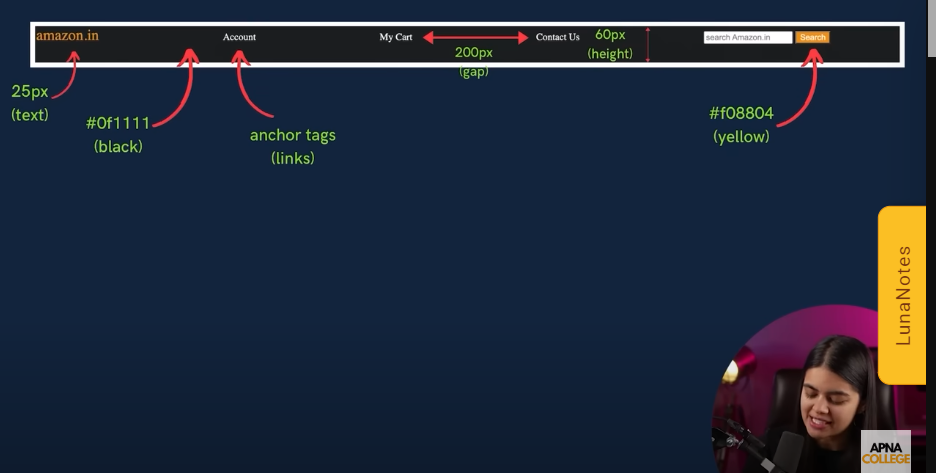 amazon.in
Account
My Cart
Contact Us
60px
(height)
search Amazon.in
Search
200px
(gap)
25px
(text)
#0f1111
(black)
anchor tags
(links)
#f08804
(yellow)
LunaNotes
APNA
COLLEGE